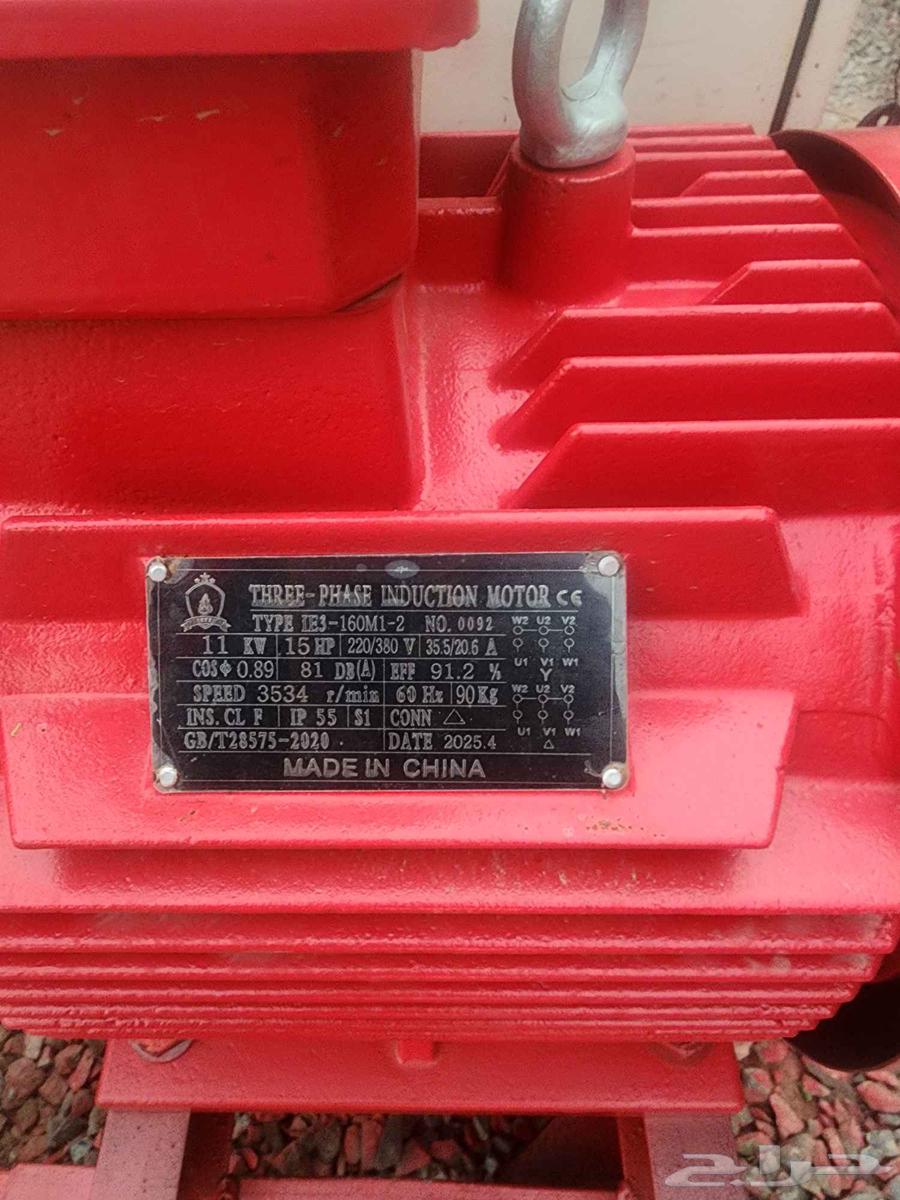 THREE-PHASE INDUCTION MOTOR CE
TYPE IE3-160M1-2 NO. 0092
11 KW 15 HP 220/380 V 35.5/20.6 A
COSΦ 0.89 81 DB(A) EFF 91.2 %
SPEED 3534 r/min 60 Hz 90Kg
INS. CL F IP 55 S1 CONN △
GB/T28575-2020 DATE 2025.4
MADE IN CHINA
W2 U2 V2
U1 V1 W1
Y
W2 U2 V2
U1 V1 W1
△
حراج